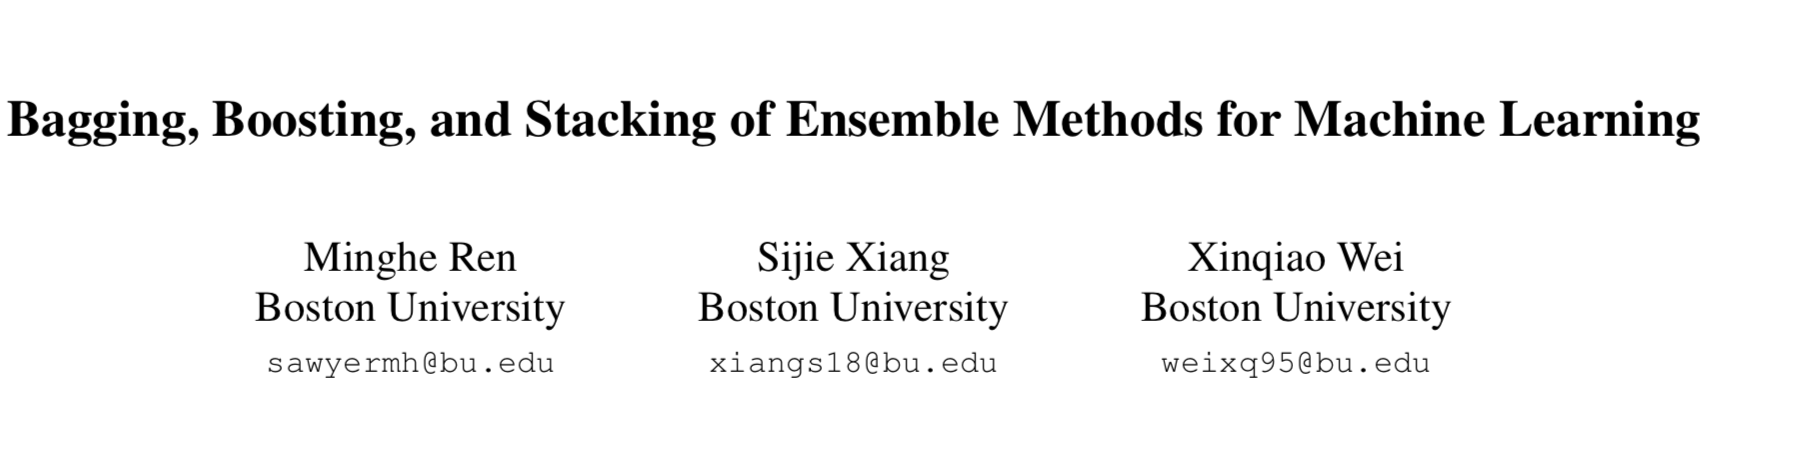 Bagging, Boosting, and Stacking of Ensemble Methods for Machine Learning
Minghe Ren
Boston University
sawyermh@bu.edu
Sijie Xiang
Boston University
xiangs18@bu.edu
Xinqiao Wei
Boston University
weixq95@bu.edu